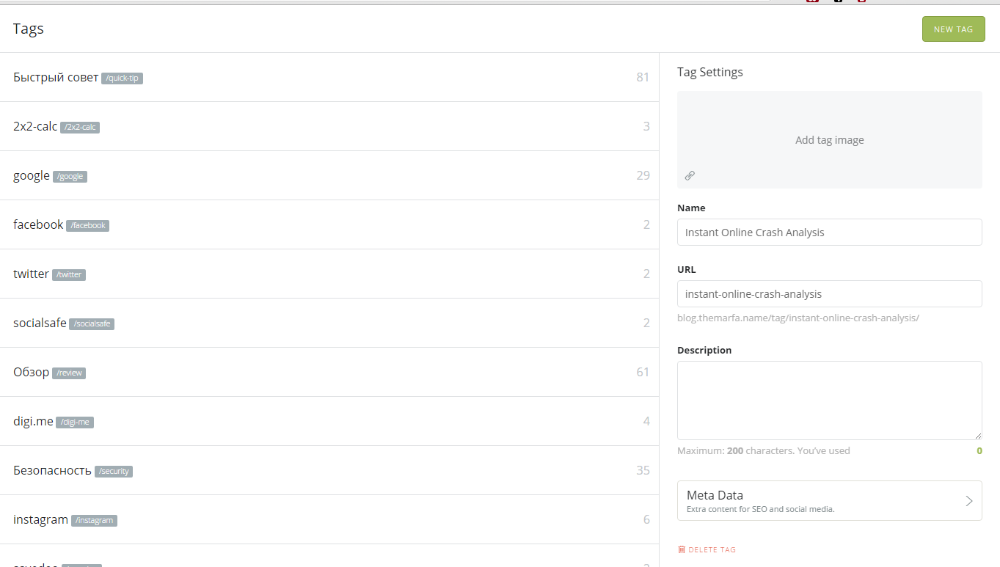 Tags
NEW TAG
Быстрый совет /quick-tip 81
2x2-calc /2x2-calc 3
google /google 29
facebook /facebook 2
twitter /twitter 2
socialsafe /socialsafe 2
Обзор /review 61
digi.me /digi-me 4
Безопасность /security 35
instagram /instagram 6
Tag Settings
Add tag image
Name
Instant Online Crash Analysis
URL
instant-online-crash-analysis
blog.themarfa.name/tag/instant-online-crash-analysis/
Description
Maximum: 200 characters. You’ve used 0
Meta Data
Extra content for SEO and social media.
DELETE TAG